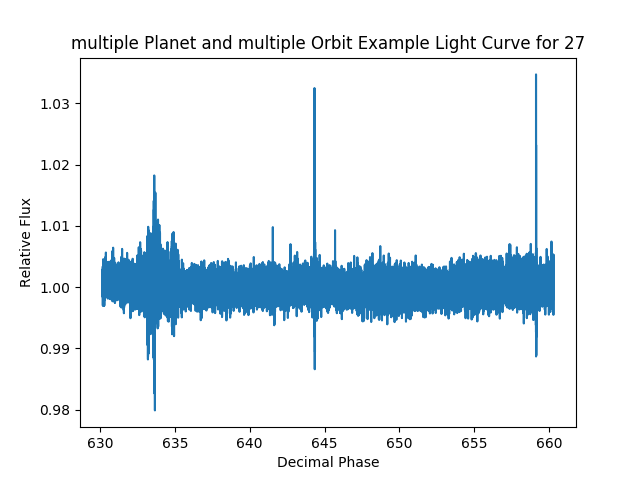 multiple Planet and multiple Orbit Example Light Curve for 27
1.03
1.02
1.01
1.00
0.99
0.98
Relative Flux
630 635 640 645 650 655 660
Decimal Phase